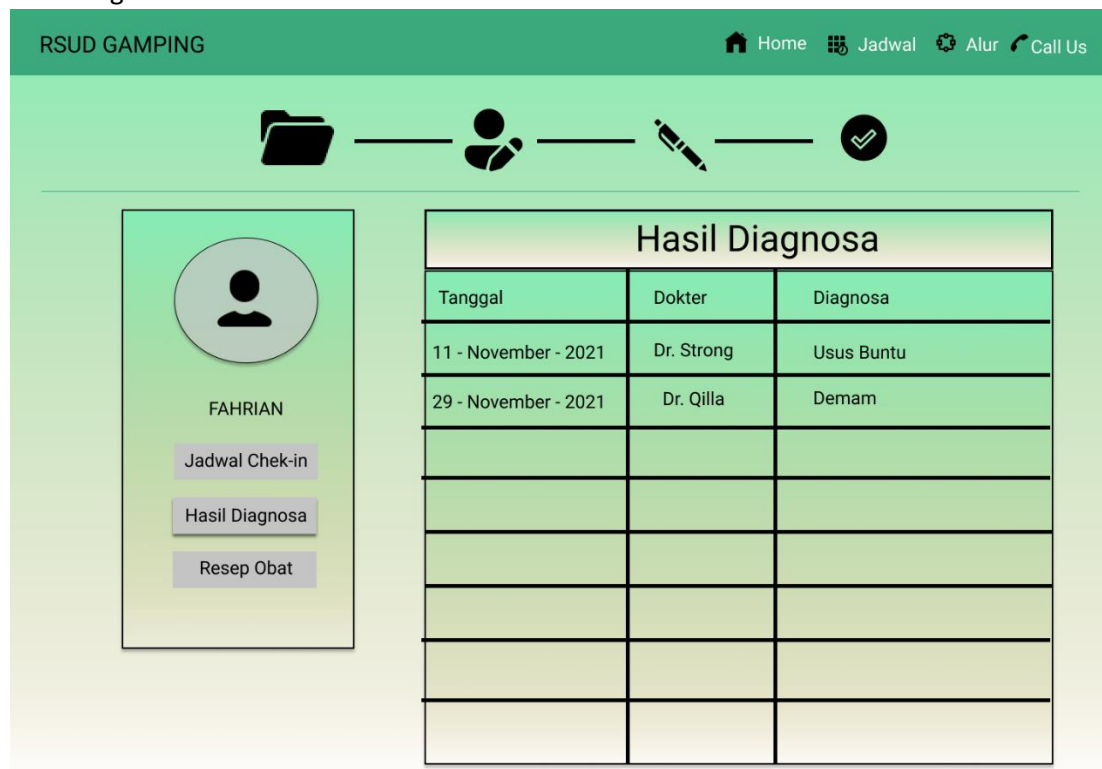 RSUD GAMPING
Home Jadwal Alur Call Us
FAHRIAN
Jadwal Chek-in
Hasil Diagnosa
Resep Obat
Hasil Diagnosa
Tanggal Dokter Diagnosa
11 - November - 2021 Dr. Strong Usus Buntu
29 - November - 2021 Dr. Qilla Demam